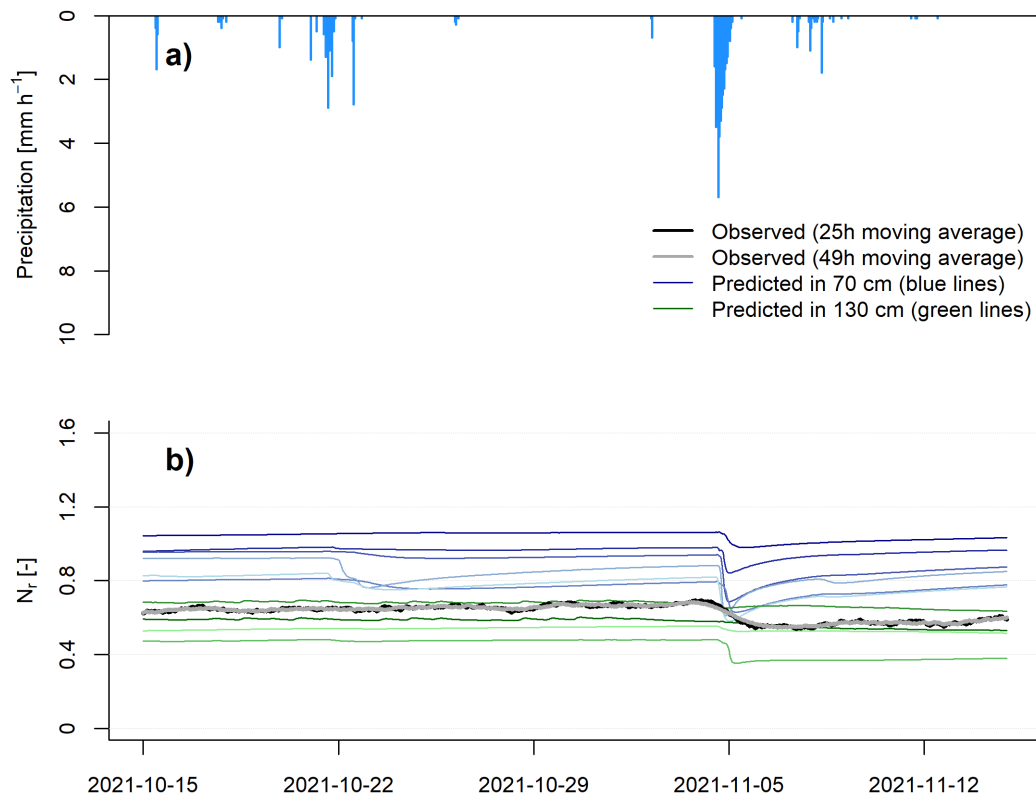 0
2
4
6
8
10
Precipitation [mm h−1]
a)
Observed (25h moving average)
Observed (49h moving average)
Predicted in 70 cm (blue lines)
Predicted in 130 cm (green lines)
1.6
1.2
0.8
0.4
0
Nr [-]
b)
2021-10-15 2021-10-22 2021-10-29 2021-11-05 2021-11-12